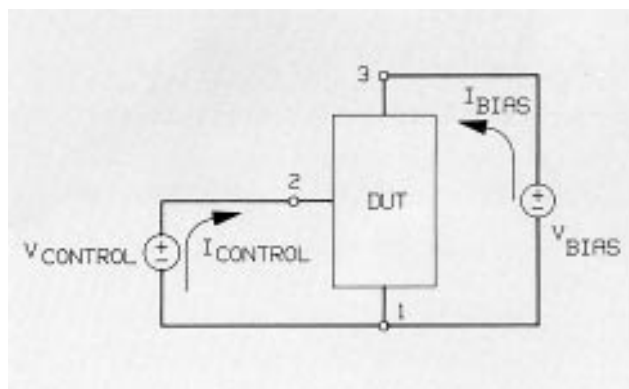 3
I BIAS
2
DUT
V CONTROL
I CONTROL
V BIAS
1